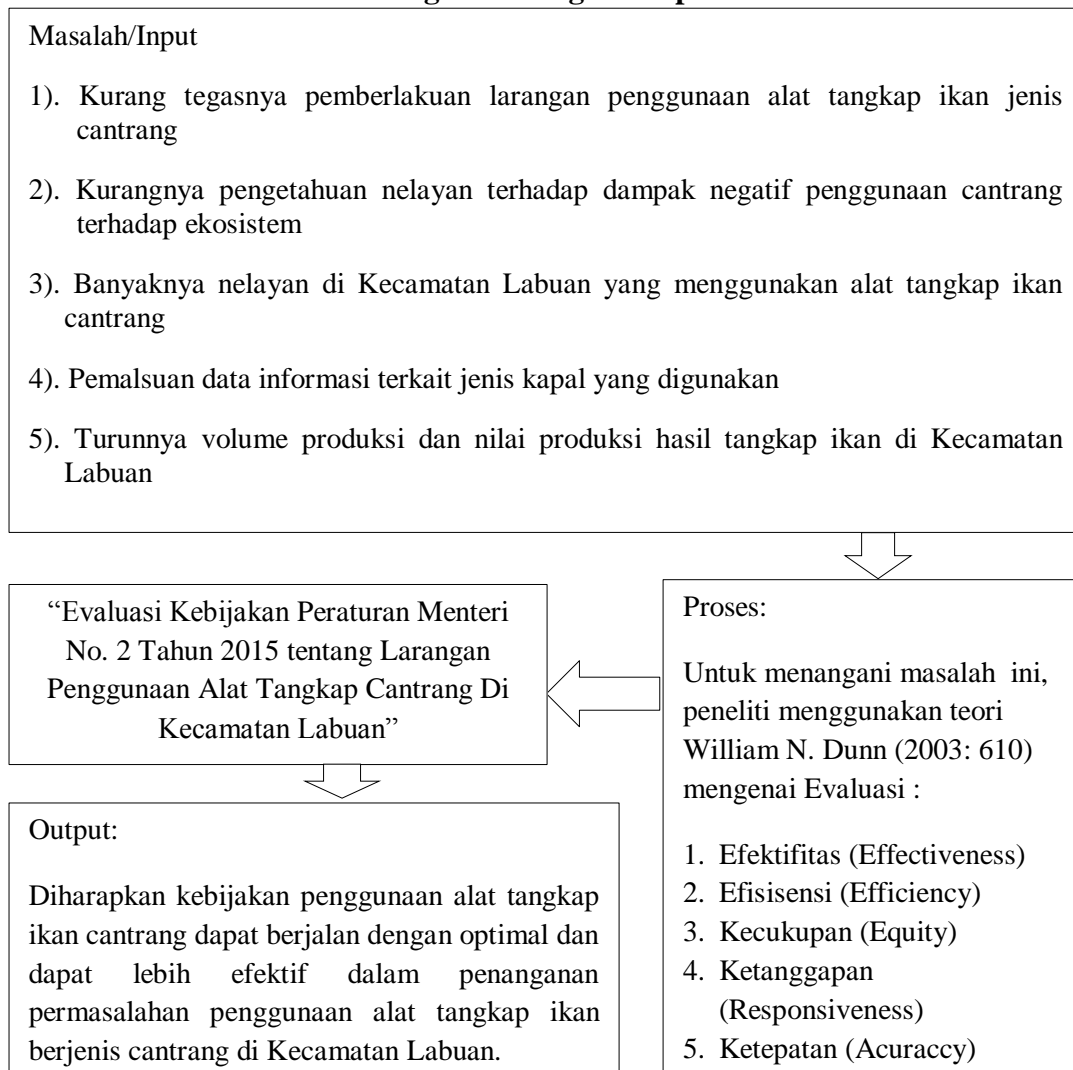 Masalah/Input
1). Kurang tegasnya pemberlakuan larangan penggunaan alat tangkap ikan jenis
cantrang
2). Kurangnya pengetahuan nelayan terhadap dampak negatif penggunaan cantrang
terhadap ekosistem
3). Banyaknya nelayan di Kecamatan Labuan yang menggunakan alat tangkap ikan
cantrang
4). Pemalsuan data informasi terkait jenis kapal yang digunakan
5). Turunnya volume produksi dan nilai produksi hasil tangkap ikan di Kecamatan
Labuan
“Evaluasi Kebijakan Peraturan Menteri
No. 2 Tahun 2015 tentang Larangan
Penggunaan Alat Tangkap Cantrang Di
Kecamatan Labuan”
Proses:
Untuk menangani masalah ini,
peneliti menggunakan teori
William N. Dunn (2003: 610)
mengenai Evaluasi :
1. Efektifitas (Effectiveness)
2. Efisisensi (Efficiency)
3. Kecukupan (Equity)
4. Ketanggapan
(Responsiveness)
5. Ketepatan (Acuraccy)
Output:
Diharapkan kebijakan penggunaan alat tangkap
ikan cantrang dapat berjalan dengan optimal dan
dapat lebih efektif dalam penanganan
permasalahan penggunaan alat tangkap ikan
berjenis cantrang di Kecamatan Labuan.